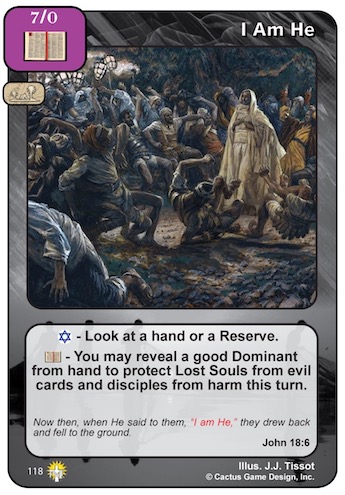 7/0
I Am He
- Look at a hand or a Reserve.
- You may reveal a good Dominant
from hand to protect Lost Souls from evil
cards and disciples from harm this turn.
Now then, when He said to them, "I am He," they drew back
and fell to the ground.
John 18:6
118
Illus. J.J. Tissot
© Cactus Game Design, Inc.